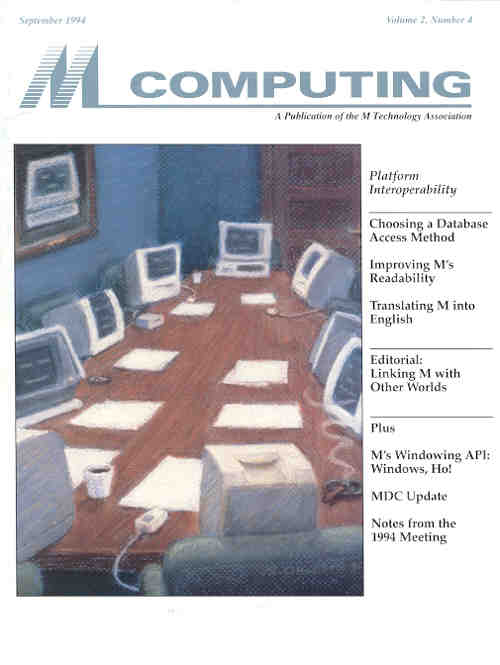 September 1994
Volume 2, Number 4
M COMPUTING
A Publication of the M Technology Association
Platform
Interoperability
Choosing a Database
Access Method
Improving M's
Readability
Translating M into
English
Editorial:
Linking M with
Other Worlds
Plus
M's Windowing API:
Windows, Ho!
MDC Update
Notes from the
1994 Meeting